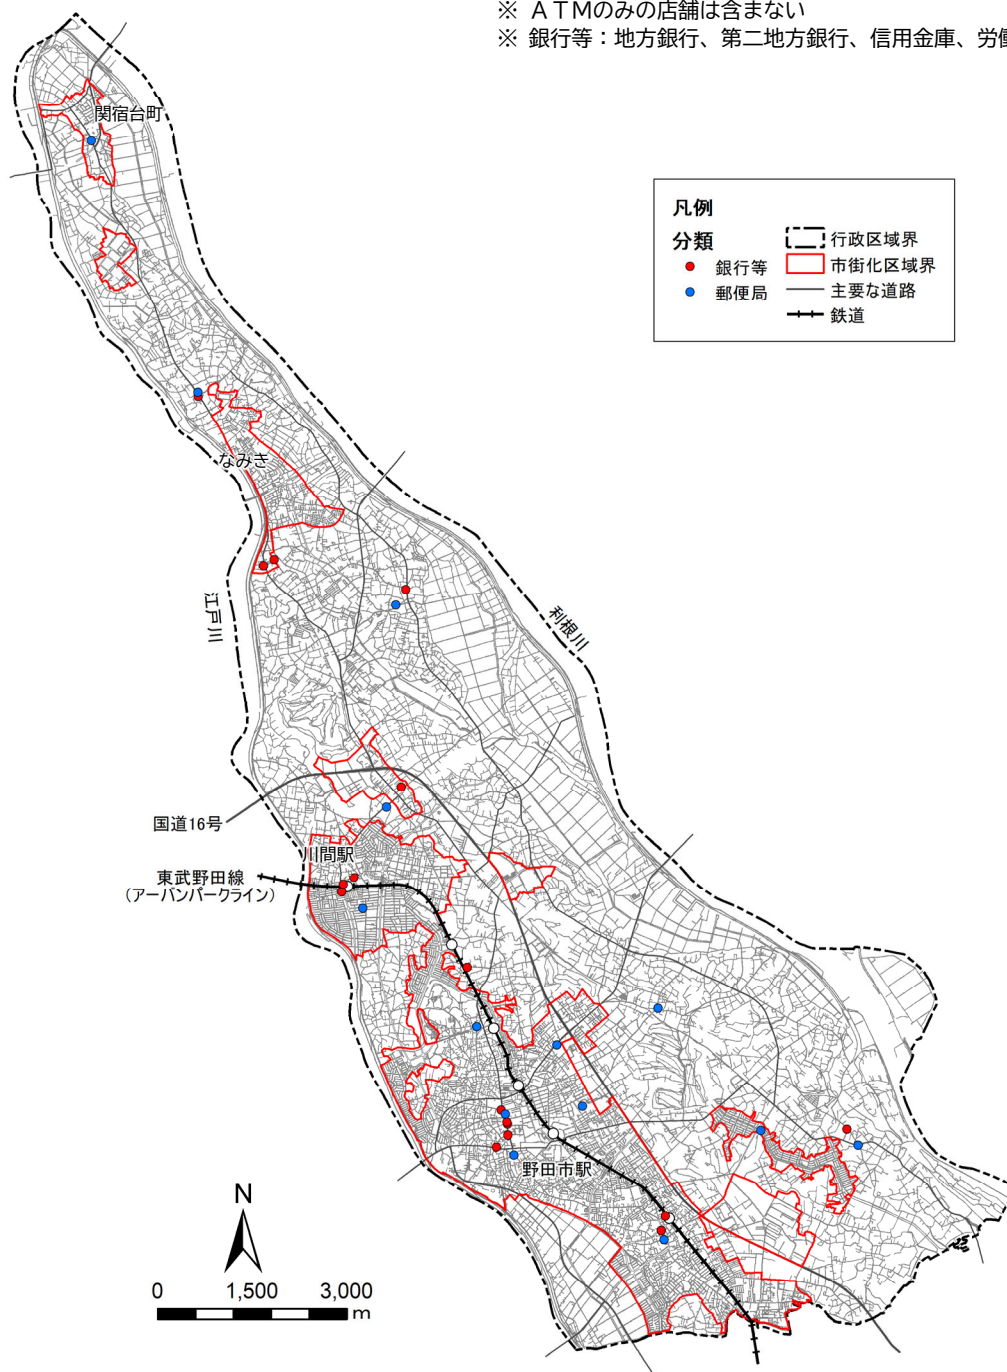 ※ ＡＴＭのみの店舗は含まない
※ 銀行等：地方銀行、第二地方銀行、信用金庫、労働
関宿台町
凡例
分類
銀行等
郵便局
行政区域界
市街化区域界
主要な道路
鉄道
なみき
江戸川
利根川
国道16号
川間駅
東武野田線
（アーバンパークライン）
野田市駅
N
0 1,500 3,000
m